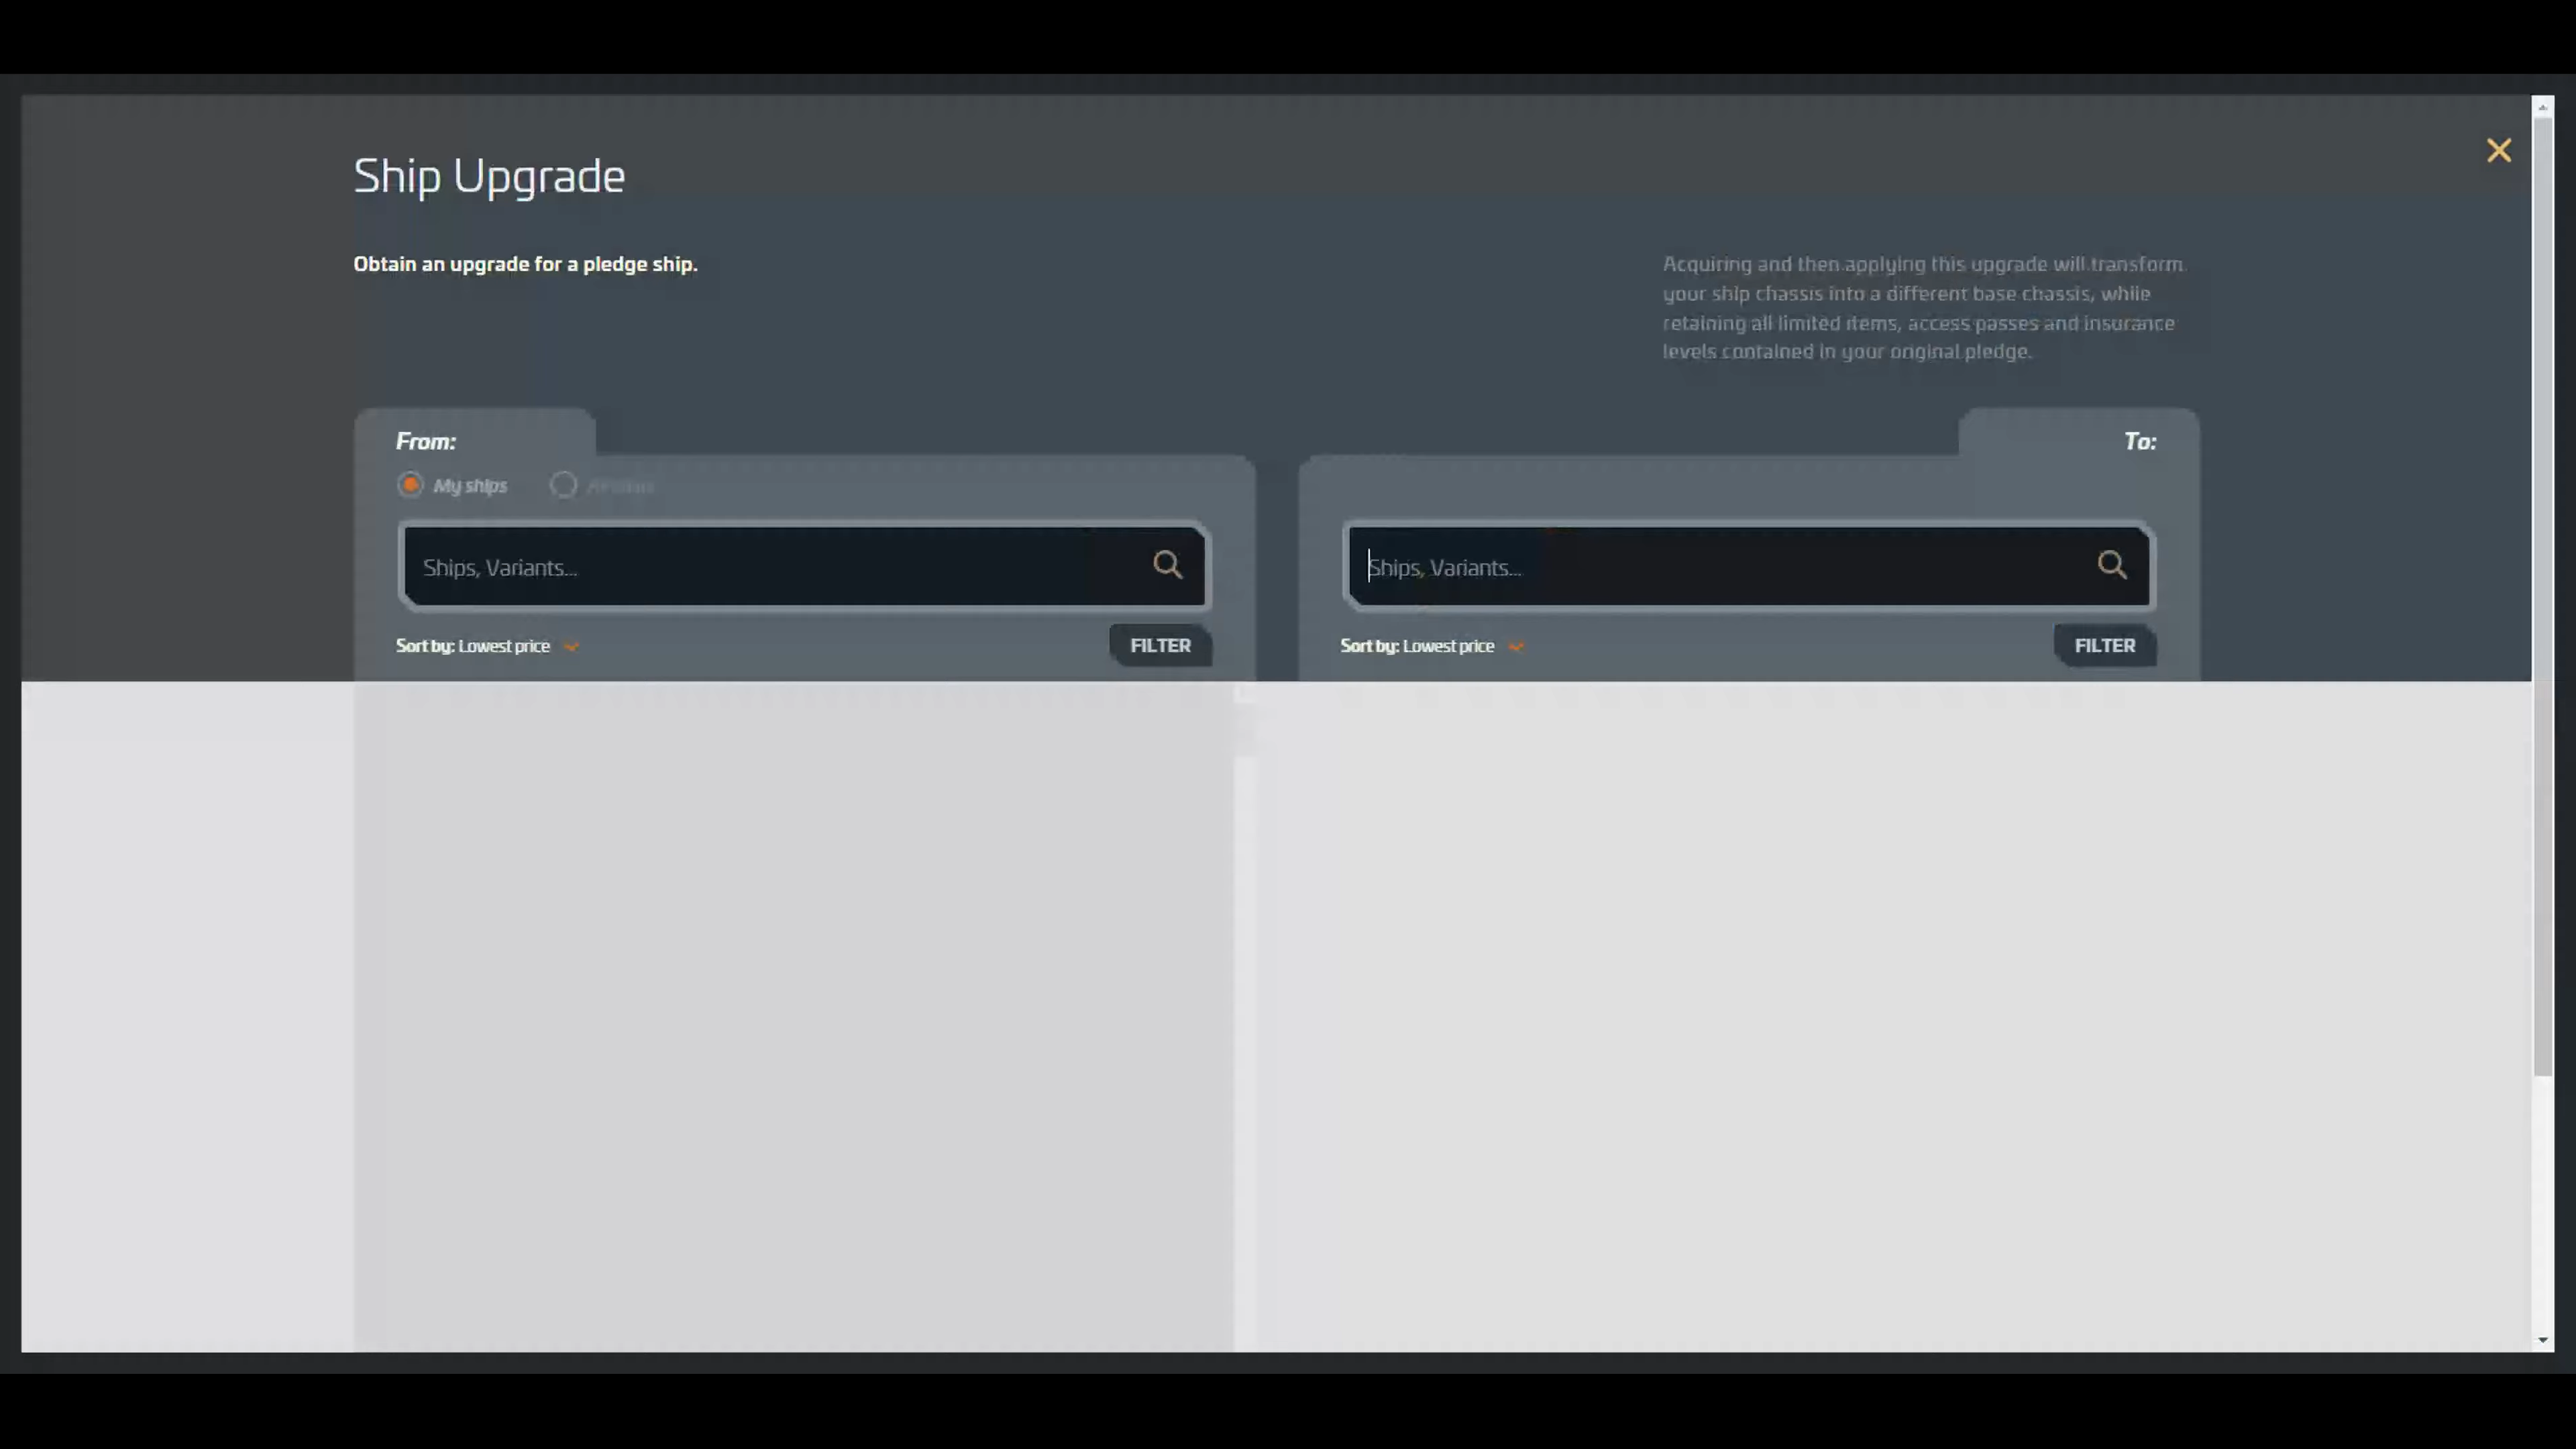 Ship Upgrade
Obtain an upgrade for a pledge ship.
Acquiring and then applying this upgrade will transform
your ship chassis into a different base chassis, while
retaining all limited items, access passes and insurance
levels contained in your original pledge.
From:
To:
My ships
Ships, Variants...
Ships, Variants...
Sort by: Lowest price
FILTER
Sort by: Lowest price
FILTER